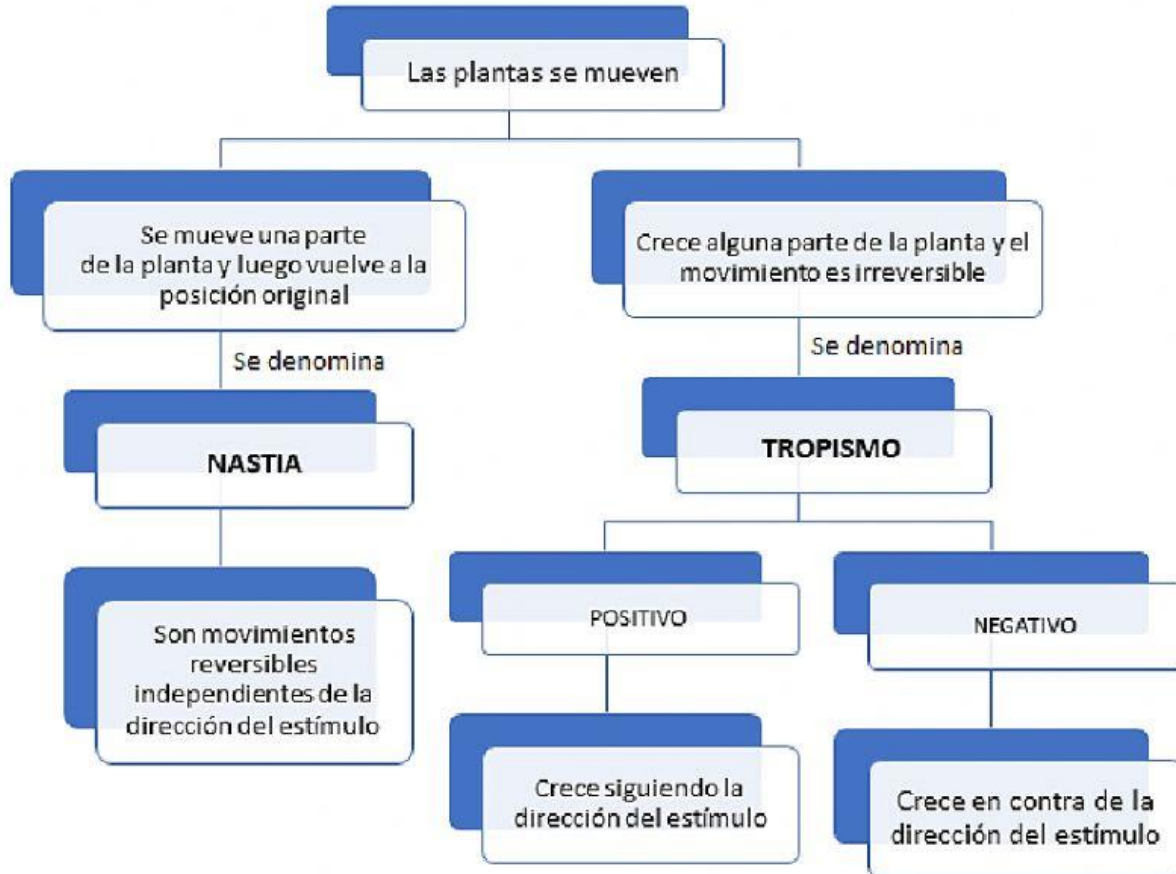 Las plantas se mueven
Se mueve una parte
de la planta y luego vuelve a la
posición original
Crece alguna parte de la planta y el
movimiento es irreversible
Se denomina
Se denomina
NASTIA
TROPISMO
Son movimientos
reversibles
independientes de la
dirección del estímulo
POSITIVO
NEGATIVO
Crece siguiendo la
dirección del estímulo
Crece en contra de la
dirección del estímulo